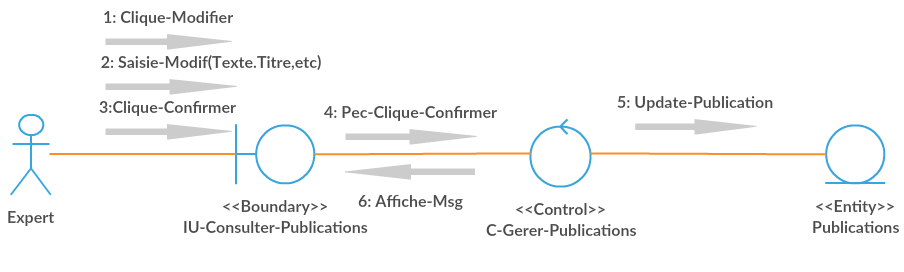 1: Clique-Modifier
2: Saisie-Modif(Texte.Titre,etc)
3:Clique-Confirmer
4: Pec-Clique-Confirmer
5: Update-Publication
6: Affiche-Msg
Expert
<<Boundary>>
IU-Consulter-Publications
<<Control>>
C-Gerer-Publications
<<Entity>>
Publications